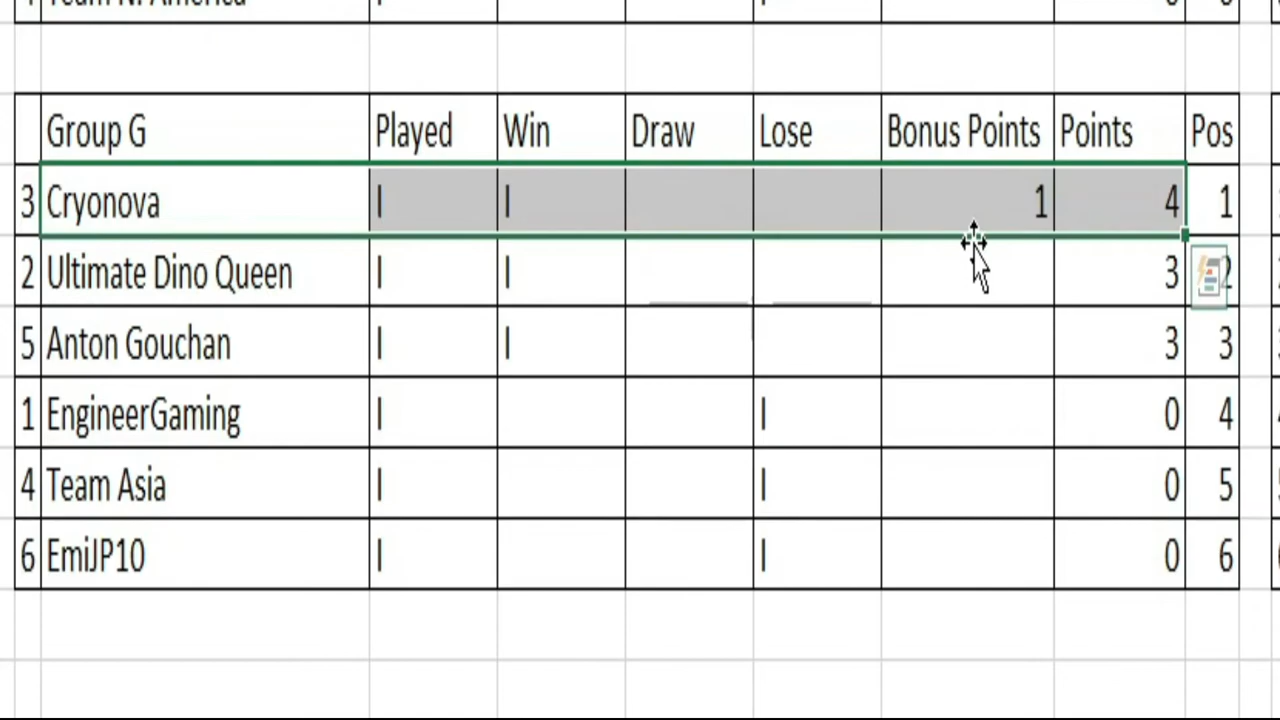 Group G Played Win Draw Lose Bonus Points Points Pos
3 Cryonova I I 1 4 1
2 Ultimate Dino Queen I I 3 2
5 Anton Gouchan I I 3 3
1 EngineerGaming I I 0 4
4 Team Asia I I 0 5
6 EmiJP10 I I 0 6